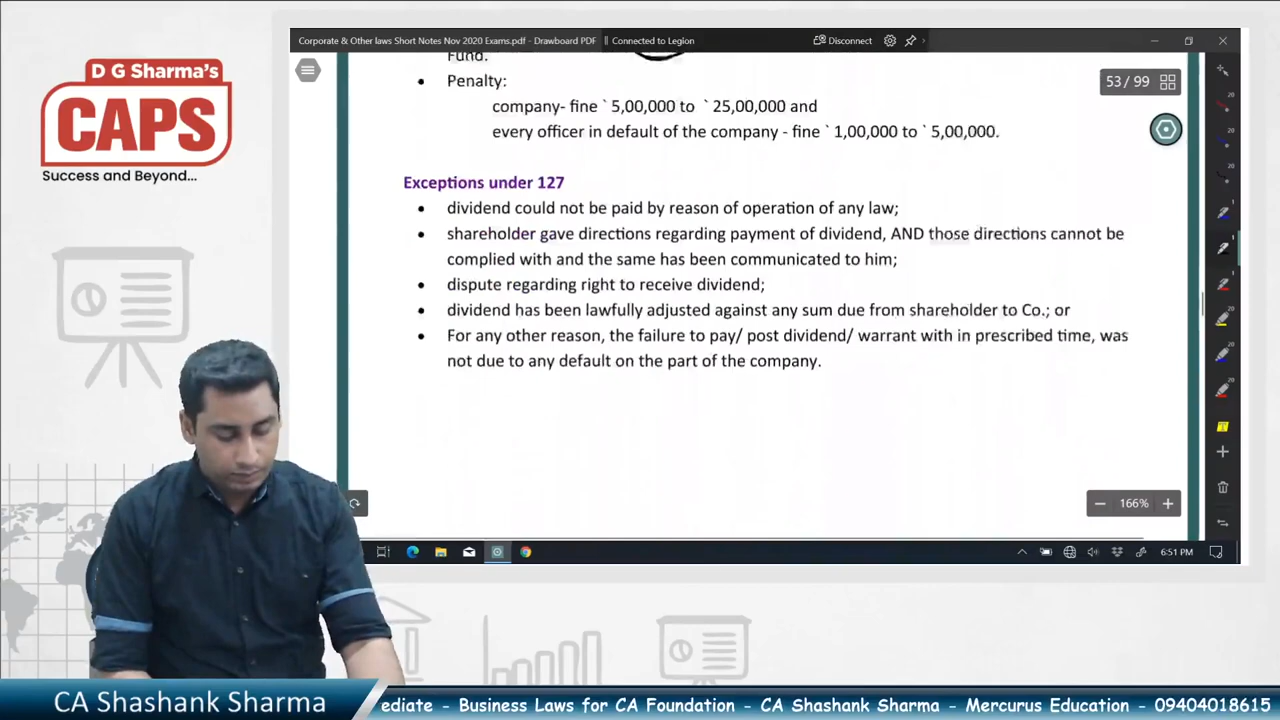 D G Sharma's
CAPS
Success and Beyond...
Corporate & Other laws Short Notes Nov 2020 Exams.pdf - Drawboard PDF
Connected to Legion
Disconnect
Fund.
53 / 99
• Penalty:
company- fine ` 5,00,000 to ` 25,00,000 and
every officer in default of the company - fine ` 1,00,000 to ` 5,00,000.
Exceptions under 127
• dividend could not be paid by reason of operation of any law;
• shareholder gave directions regarding payment of dividend, AND those directions cannot be
complied with and the same has been communicated to him;
• dispute regarding right to receive dividend;
• dividend has been lawfully adjusted against any sum due from shareholder to Co.; or
• For any other reason, the failure to pay/ post dividend/ warrant with in prescribed time, was
not due to any default on the part of the company.
166%
6:51 PM
CA Shashank Sharma
ediate - Business Laws for CA Foundation - CA Shashank Sharma - Mercurus Education - 09404018615